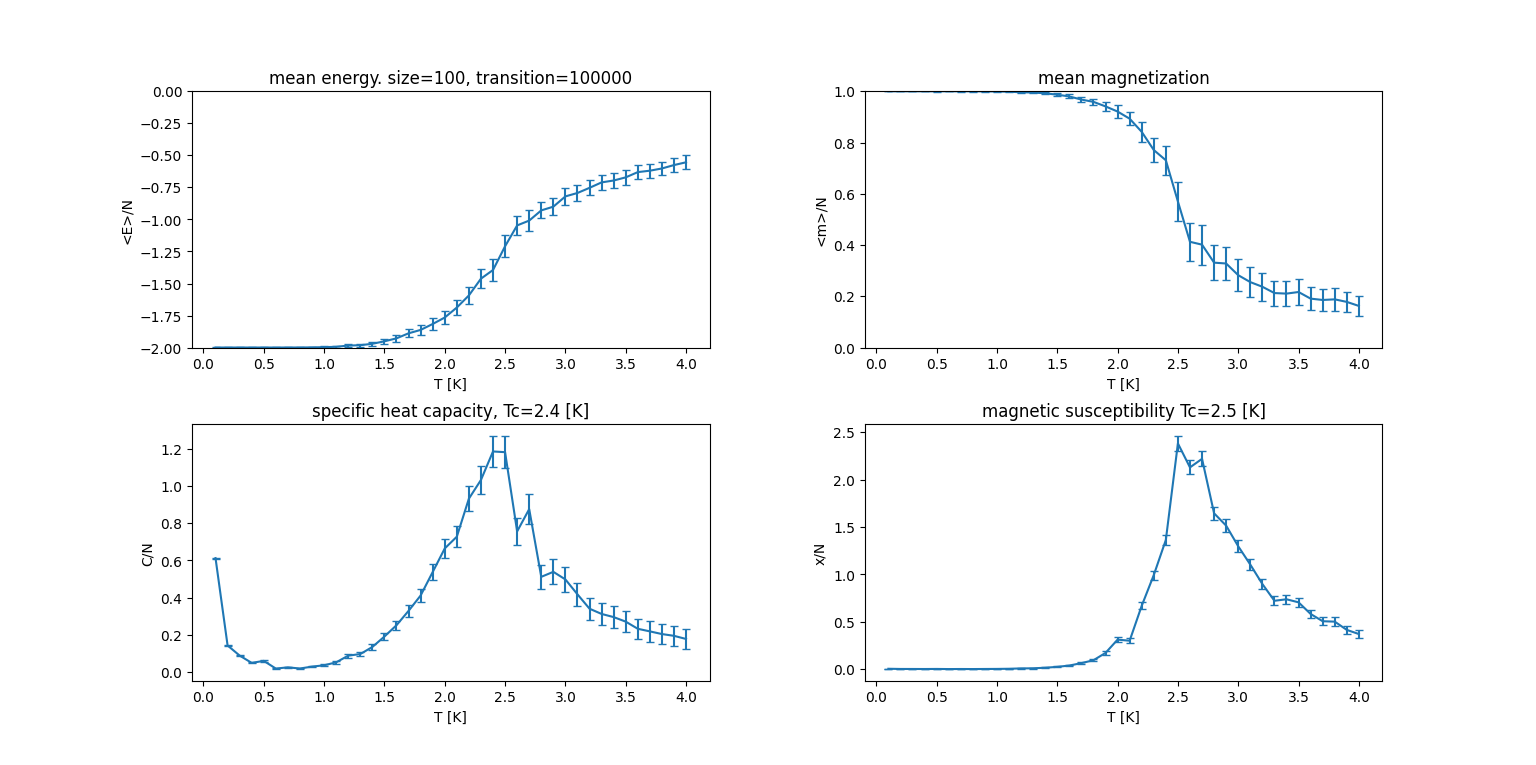 mean energy. size=100, transition=100000
0.00
−0.25
−0.50
−0.75
−1.00
−1.25
−1.50
−1.75
−2.00
<E>/N
0.0 0.5 1.0 1.5 2.0 2.5 3.0 3.5 4.0
T [K]
mean magnetization
1.0
0.8
0.6
0.4
0.2
0.0
<m>/N
0.0 0.5 1.0 1.5 2.0 2.5 3.0 3.5 4.0
T [K]
specific heat capacity, Tc=2.4 [K]
1.2
1.0
0.8
0.6
0.4
0.2
0.0
C/N
0.0 0.5 1.0 1.5 2.0 2.5 3.0 3.5 4.0
T [K]
magnetic susceptibility Tc=2.5 [K]
2.5
2.0
1.5
1.0
0.5
0.0
x/N
0.0 0.5 1.0 1.5 2.0 2.5 3.0 3.5 4.0
T [K]